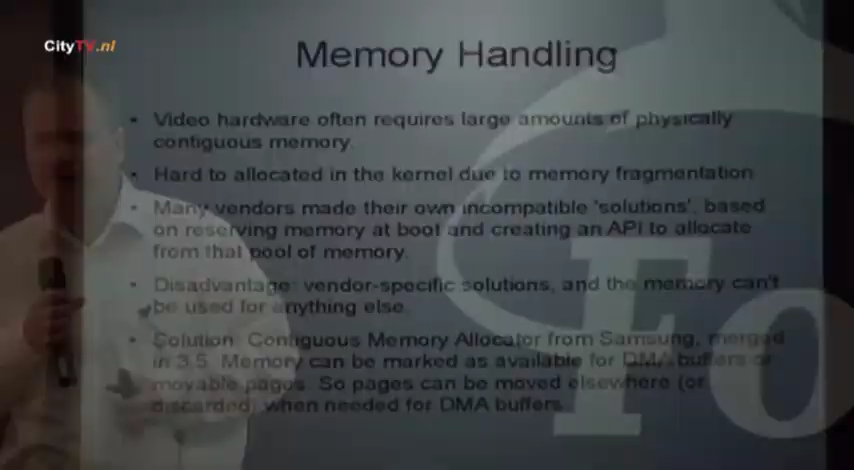 CityTV.nl
Memory Handling
• Video hardware often requires large amounts of physically
contiguous memory.
• Hard to allocated in the kernel due to memory fragmentation
• Many vendors made their own incompatible 'solutions', based
on reserving memory at boot and creating an API to allocate
from that pool of memory.
• Disadvantage: vendor-specific solutions, and the memory can't
be used for anything else.
• Solution: Contiguous Memory Allocator from Samsung, merged
in 3.5. Memory can be marked as available for DMA buffers or
movable pages. So pages can be moved elsewhere (or
discarded) when needed for DMA buffers.
Fo